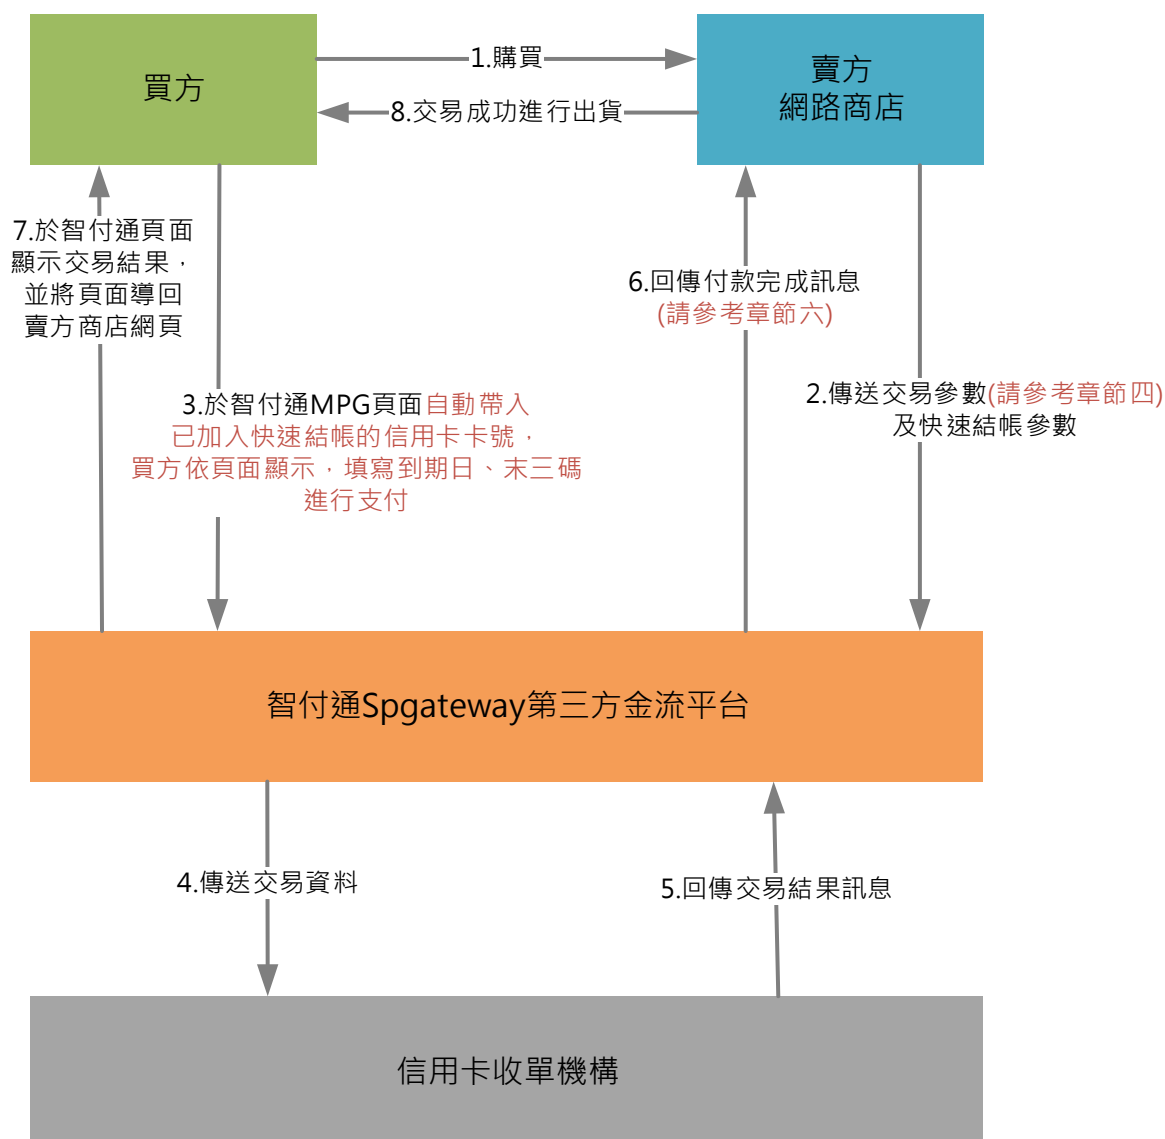 買方
1.購買
賣方
網路商店
8.交易成功進行出貨
7.於智付通頁面
顯示交易結果，
並將頁面導回
賣方商店網頁
6.回傳付款完成訊息
(請參考章節六)
3.於智付通MPG頁面自動帶入
已加入快速結帳的信用卡卡號，
買方依頁面顯示，填寫到期日、末三碼
進行支付
2.傳送交易參數(請參考章節四)
及快速結帳參數
智付通Spgateway第三方金流平台
4.傳送交易資料
5.回傳交易結果訊息
信用卡收單機構